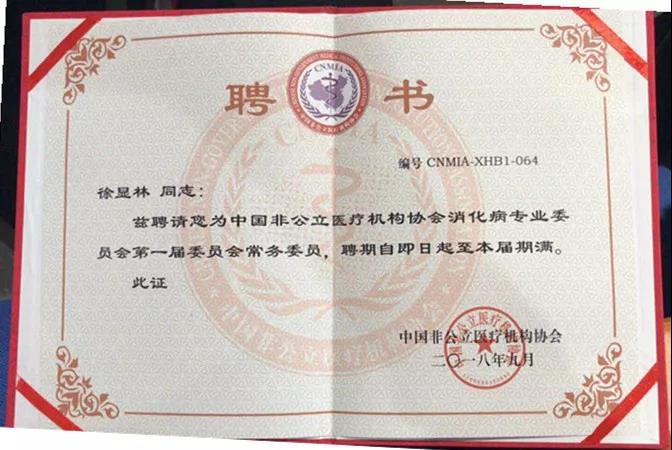 聘书
CNMIA
编号 CNMIA-XHB1-064
徐显林 同志：
兹聘请您为中国非公立医疗机构协会消化病专业委
员会第一届委员会常务委员，聘期自即日起至本届期满。
此证
中国非公立医疗机构协会
二〇一八年九月